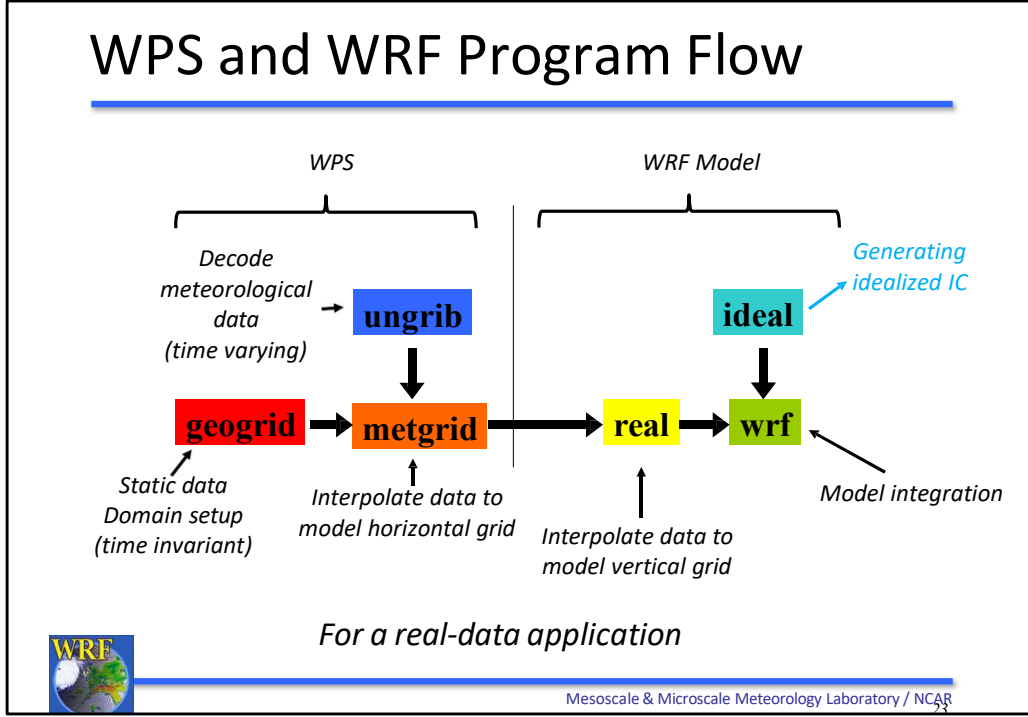 WPS and WRF Program Flow
WPS
WRF Model
Decode
meteorological
data
(time varying)
ungrib
ideal
Generating
idealized IC
geogrid
metgrid
real
wrf
Static data
Domain setup
(time invariant)
Interpolate data to
model horizontal grid
Interpolate data to
model vertical grid
Model integration
For a real-data application
WRF
Mesoscale & Microscale Meteorology Laboratory / NCAR
23